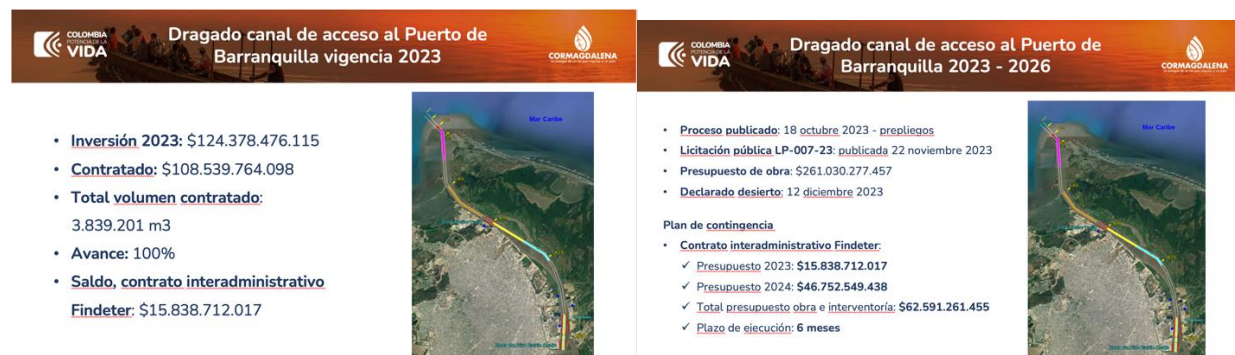 COLOMBIA
POTENCIA DE LA
VIDA
Dragado canal de acceso al Puerto de
Barranquilla vigencia 2023
CORMAGDALENA
• Inversión 2023: $124.378.476.115
• Contratado: $108.539.764.098
• Total volumen contratado:
3.839.201 m3
• Avance: 100%
• Saldo, contrato interadministrativo
Findeter: $15.838.712.017
Mar Caribe
COLOMBIA
POTENCIA DE LA
VIDA
Dragado canal de acceso al Puerto de
Barranquilla 2023 - 2026
CORMAGDALENA
• Proceso publicado: 18 octubre 2023 - prepliegos
• Licitación pública LP-007-23: publicada 22 noviembre 2023
• Presupuesto de obra: $261.030.277.457
• Declarado desierto: 12 diciembre 2023
Plan de contingencia
• Contrato interadministrativo Findeter:
✓ Presupuesto 2023: $15.838.712.017
✓ Presupuesto 2024: $46.752.549.438
✓ Total presupuesto obra e interventoría: $62.591.261.455
✓ Plazo de ejecución: 6 meses
Mar Caribe